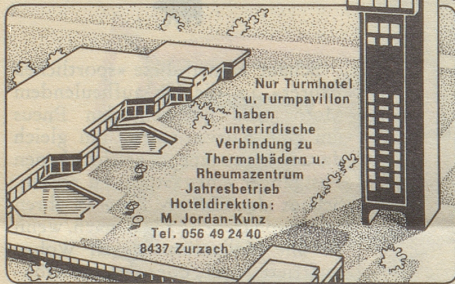 Nur Turmhotel
u. Turmpavillon
haben
unterirdische
Verbindung zu
Thermalbädern u.
Rheumazentrum
Jahresbetrieb
Hoteldirektion:
M. Jordan-Kunz
Tel. 056 49 24 40
8437 Zurzach